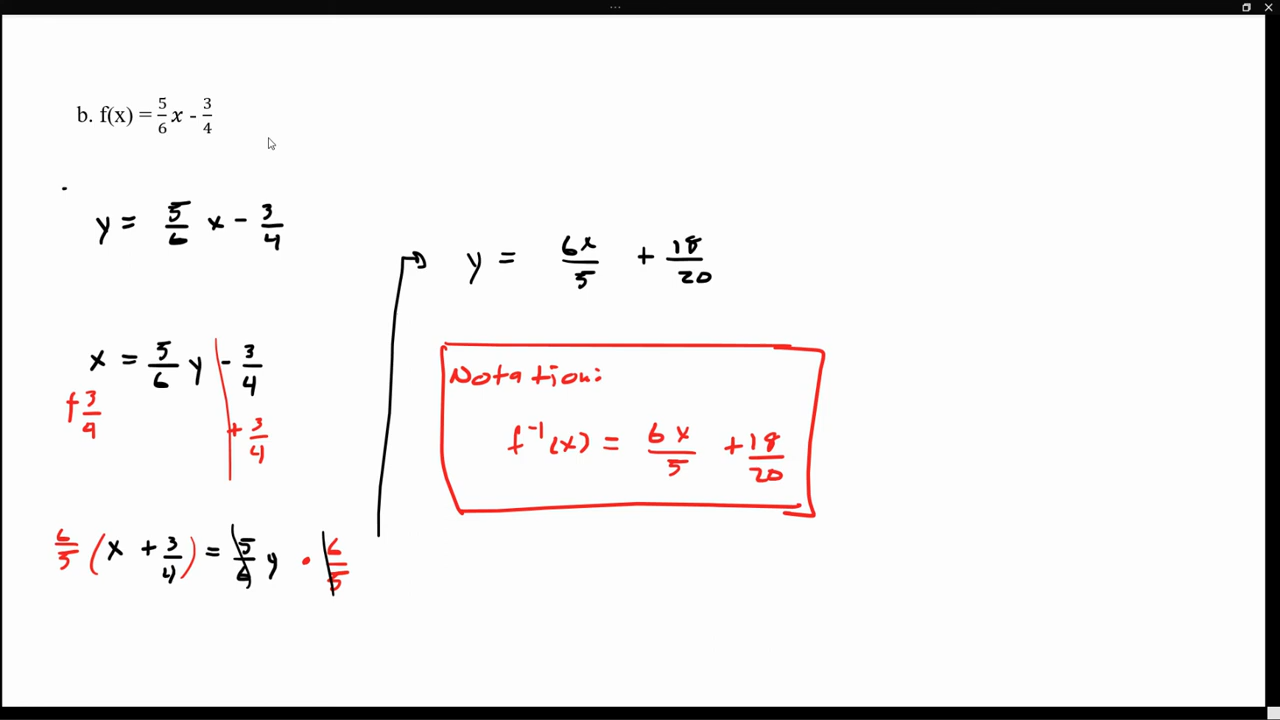 b. f(x) = 5/6 x - 3/4
y = 5/6 x - 3/4
x = 5/6 y - 3/4
+ 3/4 + 3/4
6/5 (x + 3/4) = 5/6 y • 6/5
y = 6x/5 + 18/20
Notation:
f⁻¹(x) = 6x/5 + 18/20